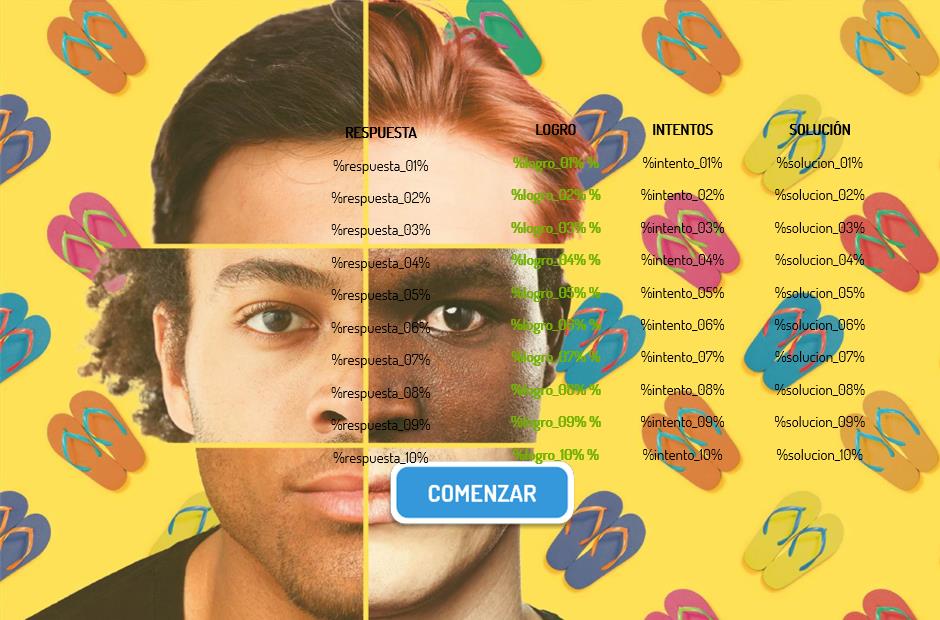 RESPUESTA LOGRO INTENTOS SOLUCIÓN
%respuesta_01% %logro_01% % %intento_01% %solucion_01%
%respuesta_02% %logro_02% % %intento_02% %solucion_02%
%respuesta_03% %logro_03% % %intento_03% %solucion_03%
%respuesta_04% %logro_04% % %intento_04% %solucion_04%
%respuesta_05% %logro_05% % %intento_05% %solucion_05%
%respuesta_06% %logro_06% % %intento_06% %solucion_06%
%respuesta_07% %logro_07% % %intento_07% %solucion_07%
%respuesta_08% %logro_08% % %intento_08% %solucion_08%
%respuesta_09% %logro_09% % %intento_09% %solucion_09%
%respuesta_10% %logro_10% % %intento_10% %solucion_10%
COMENZAR